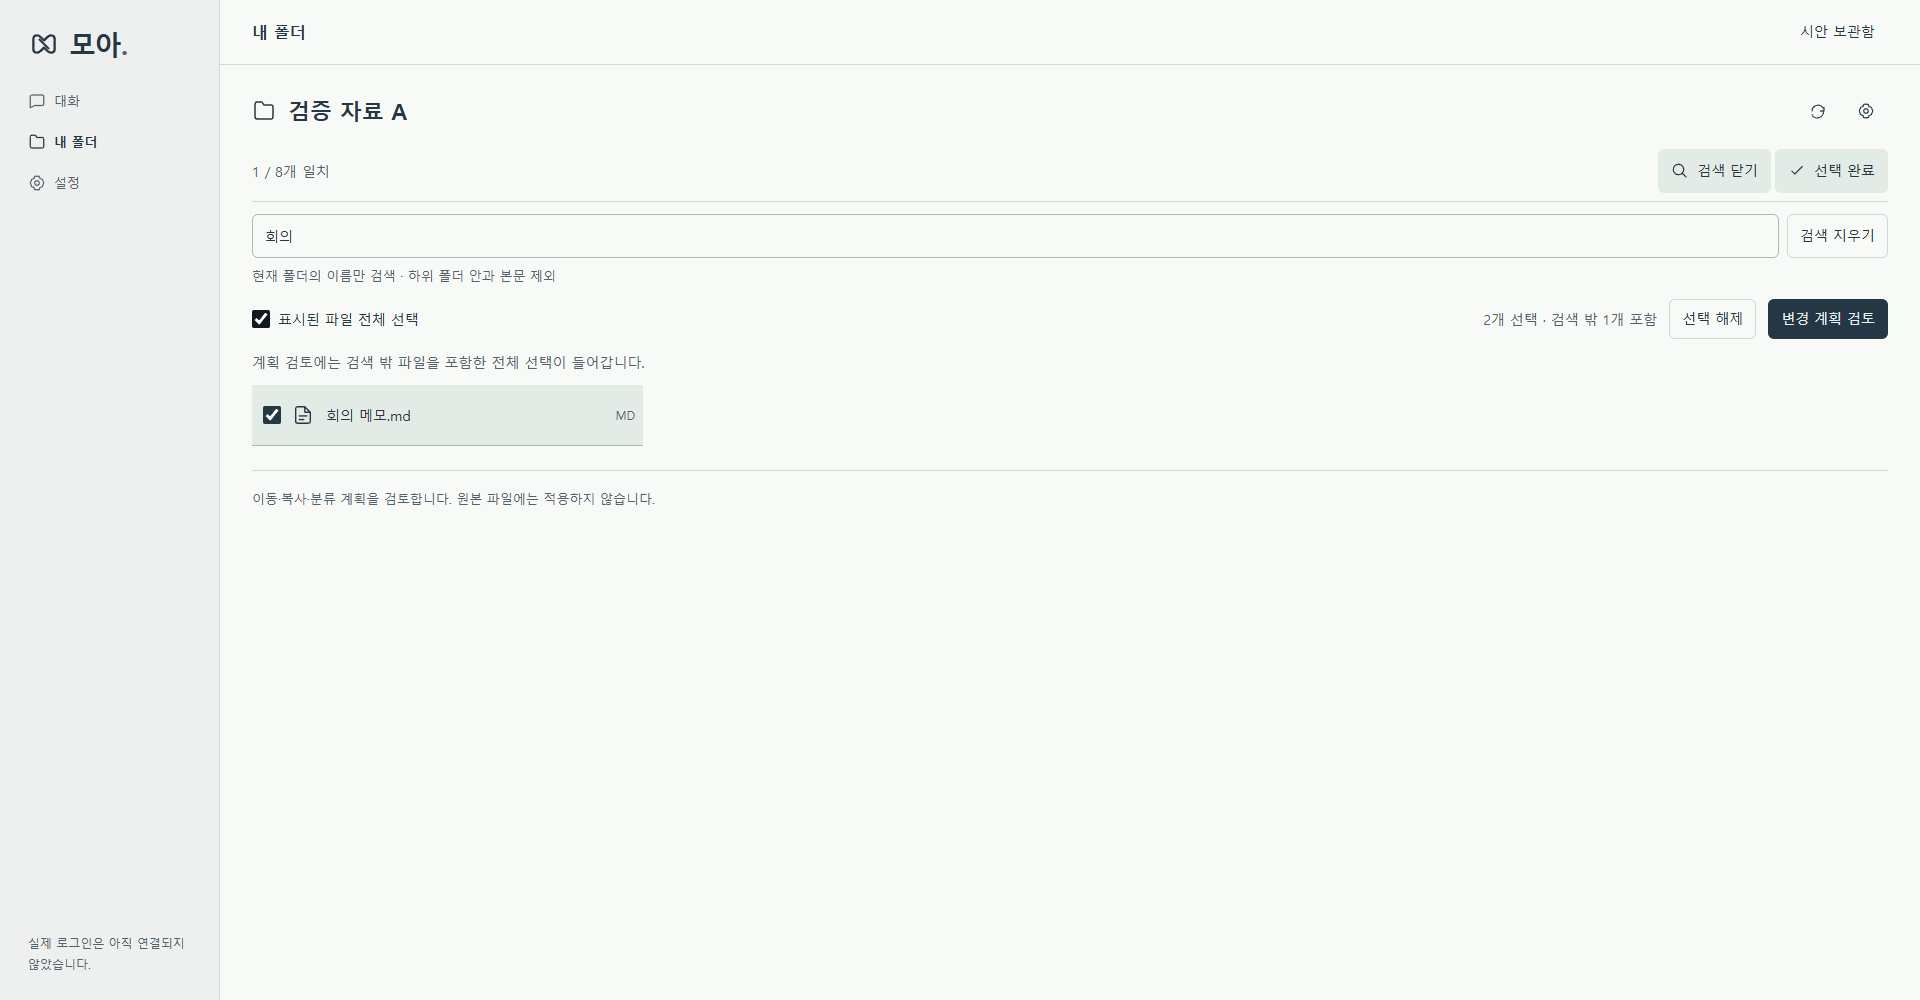 모아.
대화
내 폴더
설정
실제 로그인은 아직 연결되지
않았습니다.
내 폴더
시안 보관함
검증 자료 A
1 / 8개 일치
검색 닫기
선택 완료
회의
검색 지우기
현재 폴더의 이름만 검색 · 하위 폴더 안과 본문 제외
표시된 파일 전체 선택
2개 선택 · 검색 밖 1개 포함
선택 해제
변경 계획 검토
계획 검토에는 검색 밖 파일을 포함한 전체 선택이 들어갑니다.
회의 메모.md
MD
이동·복사·분류 계획을 검토합니다. 원본 파일에는 적용하지 않습니다.